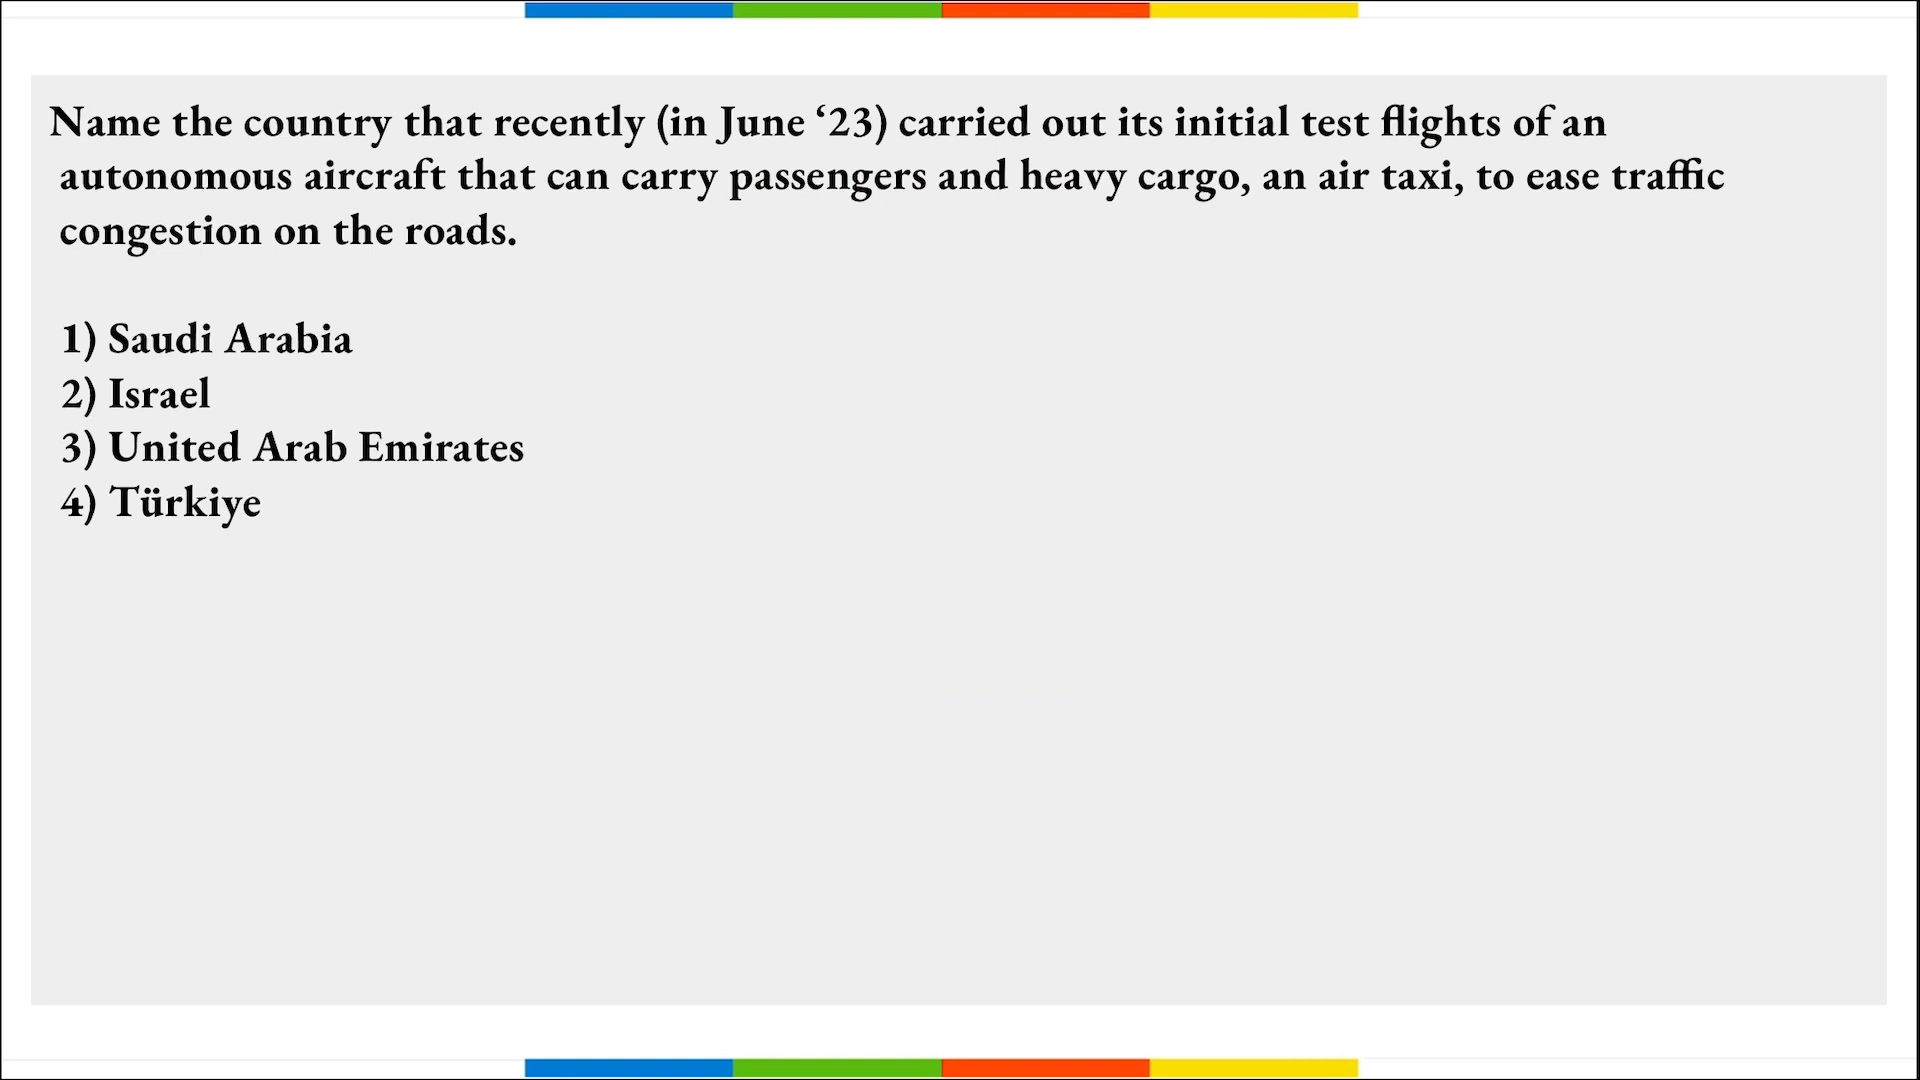 Name the country that recently (in June ‘23) carried out its initial test flights of an
autonomous aircraft that can carry passengers and heavy cargo, an air taxi, to ease traffic
congestion on the roads.
1) Saudi Arabia
2) Israel
3) United Arab Emirates
4) Türkiye